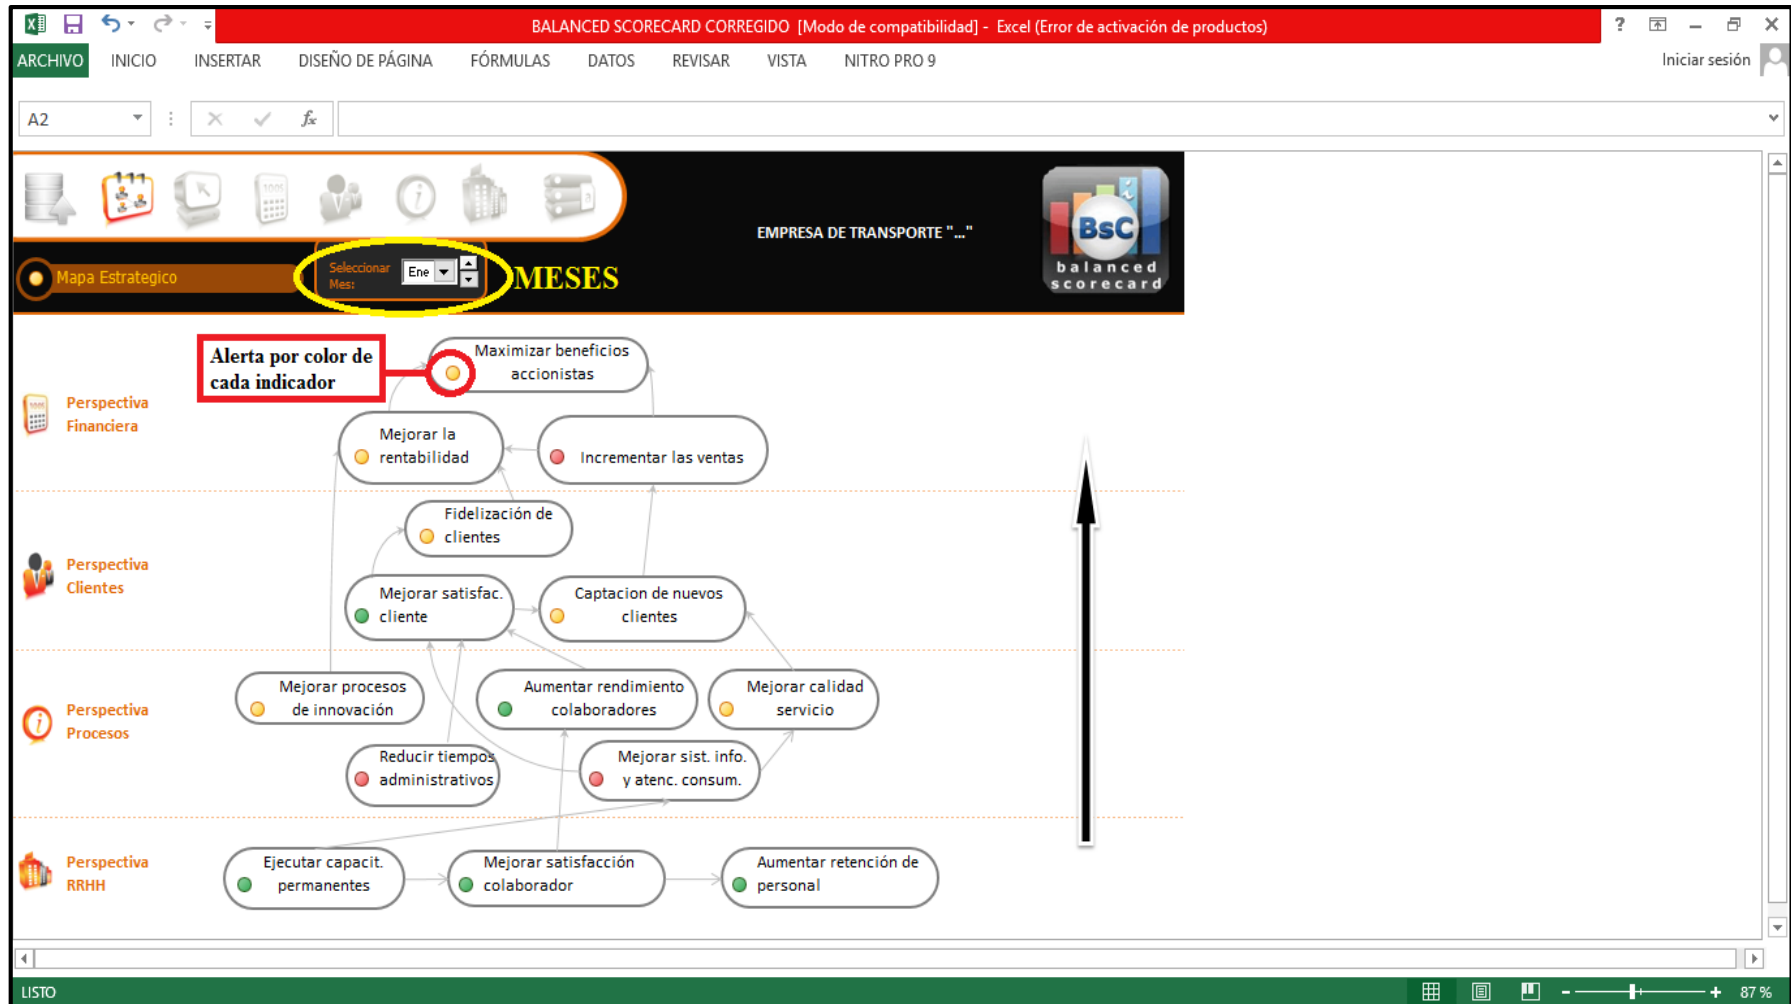 BALANCED SCORECARD CORREGIDO [Modo de compatibilidad] - Excel (Error de activación de productos)
ARCHIVO INICIO INSERTAR DISEÑO DE PÁGINA FÓRMULAS DATOS REVISAR VISTA NITRO PRO 9 Iniciar sesión
A2 fx
EMPRESA DE TRANSPORTE "..."
BSC
balanced
scorecard
Mapa Estrategico
Seleccionar
Mes:
Ene
MESES
Alerta por color de
cada indicador
Maximizar beneficios
accionistas
Perspectiva
Financiera
Mejorar la
rentabilidad
Incrementar las ventas
Fidelización de
clientes
Perspectiva
Clientes
Mejorar satisfac.
cliente
Captacion de nuevos
clientes
Mejorar procesos
de innovación
Aumentar rendimiento
colaboradores
Mejorar calidad
servicio
Perspectiva
Procesos
Reducir tiempos
administrativos
Mejorar sist. info.
y atenc. consum.
Perspectiva
RRHH
Ejecutar capacit.
permanentes
Mejorar satisfacción
colaborador
Aumentar retención de
personal
LISTO 87 %